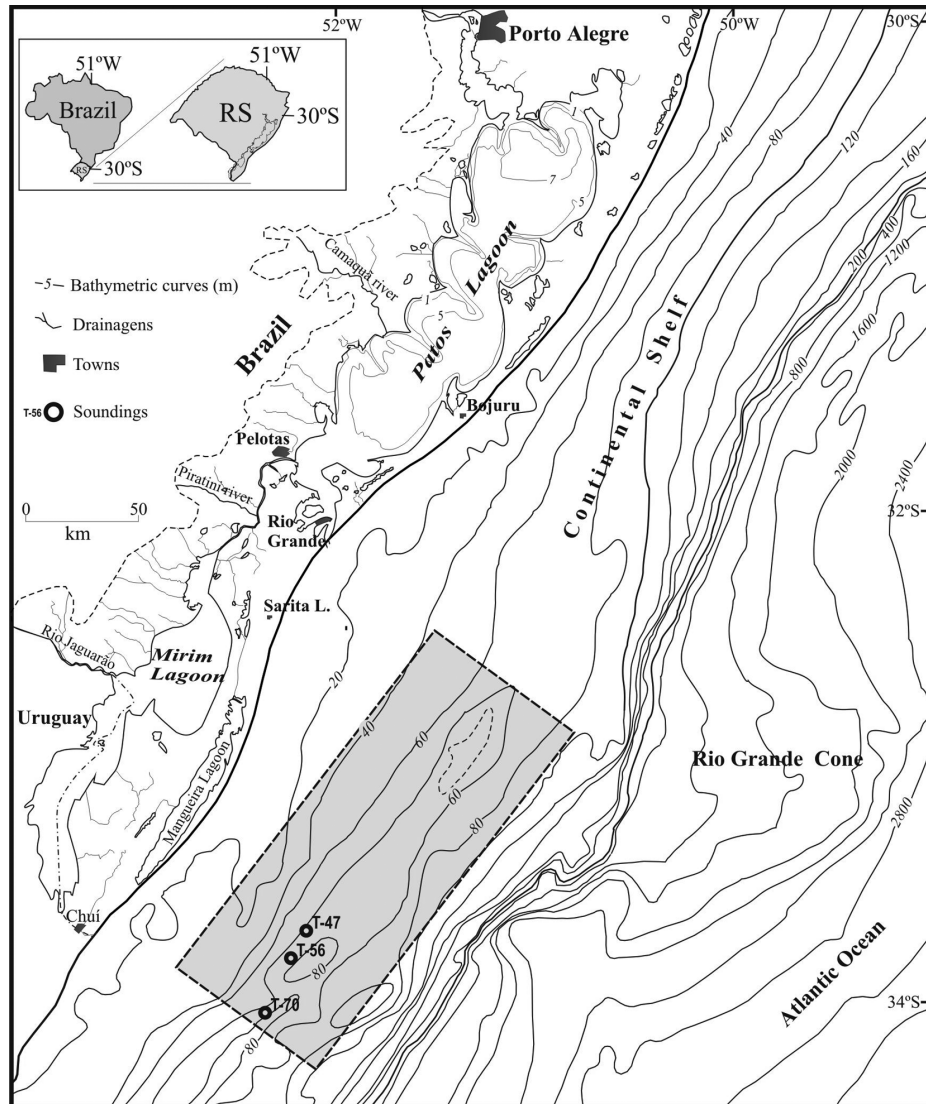 52ºW
50ºW
30ºS
Porto Alegre
51ºW
51ºW
Brazil
RS
30ºS
RS
30ºS
40
80
120
160
7
5
Lagoon
Camaquã river
200
400
1200
-5- Bathymetric curves (m)
1
5
1600
Drainagens
Brazil
Patos
Continental Shelf
800
Towns
T-56 Soundings
Bojuru
Pelotas
2000
2400
Piratini river
0 50
km
Rio
Grande
32ºS
Sarita L.
Rio Jaguarão
Mirim
Lagoon
20
Uruguay
40
60
Rio Grande Cone
Mangueira Lagoon
60
80
2800
Chuí
T-47
T-56
80
Atlantic Ocean
T-70
80
34ºS